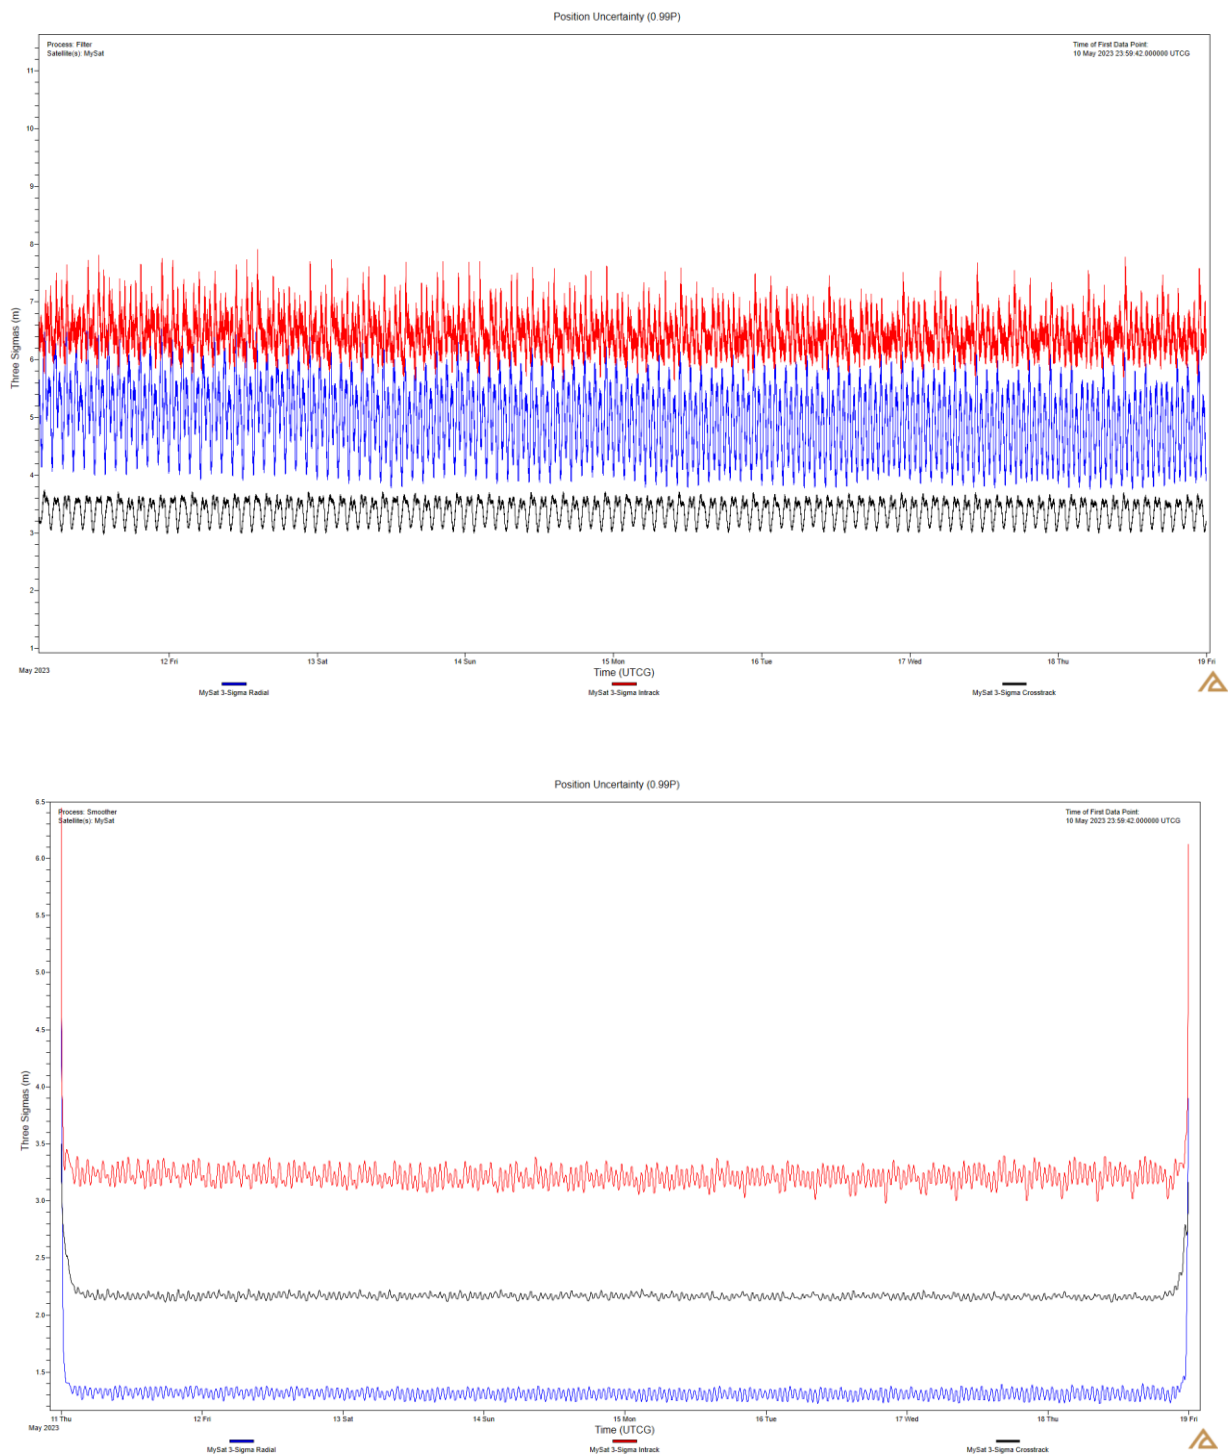 Position Uncertainty (0.99P)
Process: Filter
Satellite(s): MySat
Time of First Data Point:
10 May 2023 23:59:42.000000 UTCG
11
10
9
8
7
6
5
4
3
2
1
Three Sigmas (m)
12 Fri
13 Sat
14 Sun
15 Mon
16 Tue
17 Wed
18 Thu
19 Fri
May 2023
Time (UTCG)
MySat 3-Sigma Radial
MySat 3-Sigma Intrack
MySat 3-Sigma Crosstrack
Position Uncertainty (0.99P)
Process: Smoother
Satellite(s): MySat
Time of First Data Point:
10 May 2023 23:59:42.000000 UTCG
6.5
6.0
5.5
5.0
4.5
4.0
3.5
3.0
2.5
2.0
1.5
Three Sigmas (m)
11 Thu
12 Fri
13 Sat
14 Sun
15 Mon
16 Tue
17 Wed
18 Thu
19 Fri
May 2023
Time (UTCG)
MySat 3-Sigma Radial
MySat 3-Sigma Intrack
MySat 3-Sigma Crosstrack